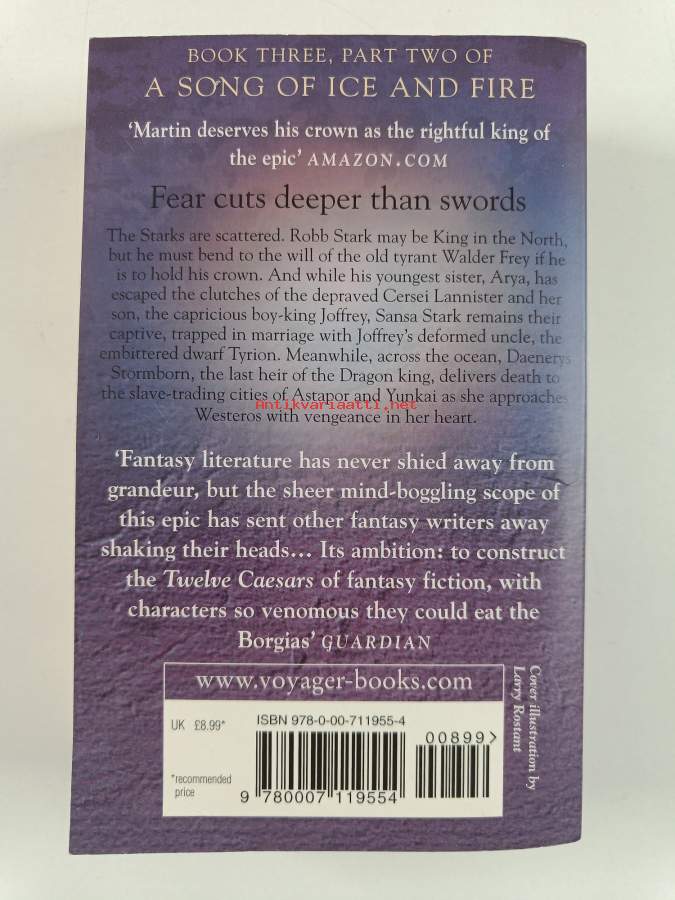 BOOK THREE, PART TWO OF
A SONG OF ICE AND FIRE
‘Martin deserves his crown as the rightful king of
the epic’ AMAZON.COM
Fear cuts deeper than swords
The Starks are scattered. Robb Stark may be King in the North,
but he must bend to the will of the old tyrant Walder Frey if he
is to hold his crown. And while his youngest sister, Arya, has
escaped the clutches of the depraved Cersei Lannister and her
son, the capricious boy-king Joffrey, Sansa Stark remains their
captive, trapped in marriage with Joffrey's deformed uncle, the
embittered dwarf Tyrion. Meanwhile, across the ocean, Daenerys
Stormborn, the last heir of the Dragon king, delivers death to
the slave-trading cities of Astapor and Yunkai as she approaches
Antikvariaatti.net
Westeros with vengeance in her heart.
‘Fantasy literature has never shied away from
grandeur, but the sheer mind-boggling scope of
this epic has sent other fantasy writers away
shaking their heads… Its ambition: to construct
the Twelve Caesars of fantasy fiction, with
characters so venomous they could eat the
Borgias’ GUARDIAN
www.voyager-books.com
Cover illustration by
Larry Rostant
UK £8.99*
*recommended
price
ISBN 978-0-00-711955-4
00899>
9 780007 119554